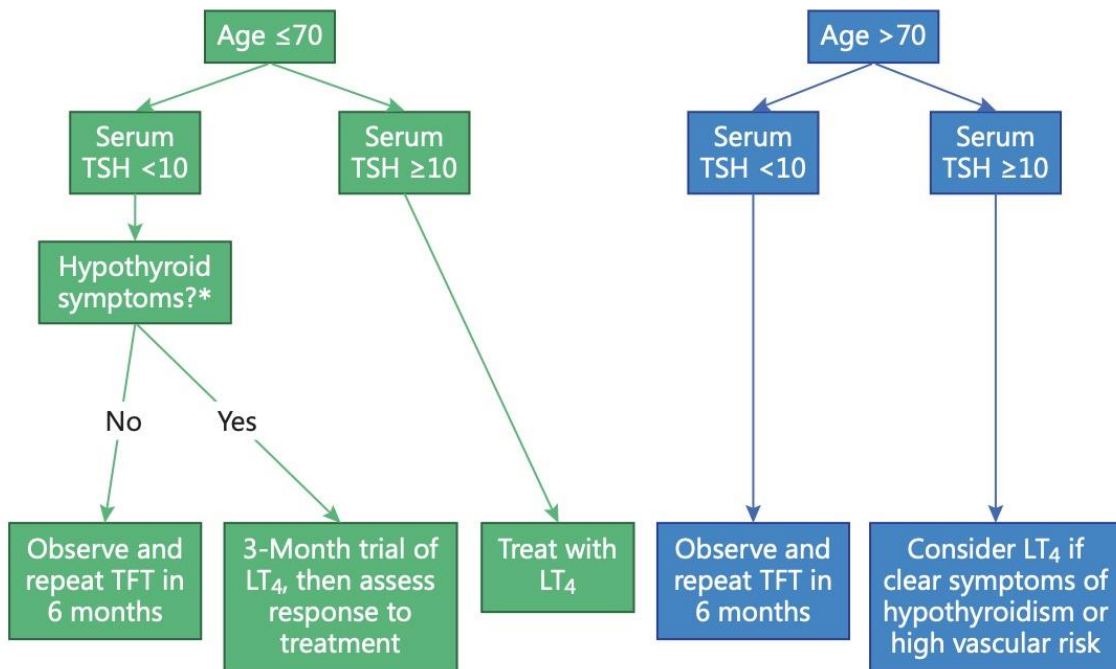 Age ≤70
Age >70
Serum
TSH <10
Serum
TSH ≥10
Serum
TSH <10
Serum
TSH ≥10
Hypothyroid
symptoms?*
No
Yes
Observe and
repeat TFT in
6 months
3-Month trial of
LT₄, then assess
response to
treatment
Treat with
LT₄
Observe and
repeat TFT in
6 months
Consider LT₄ if
clear symptoms of
hypothyroidism or
high vascular risk